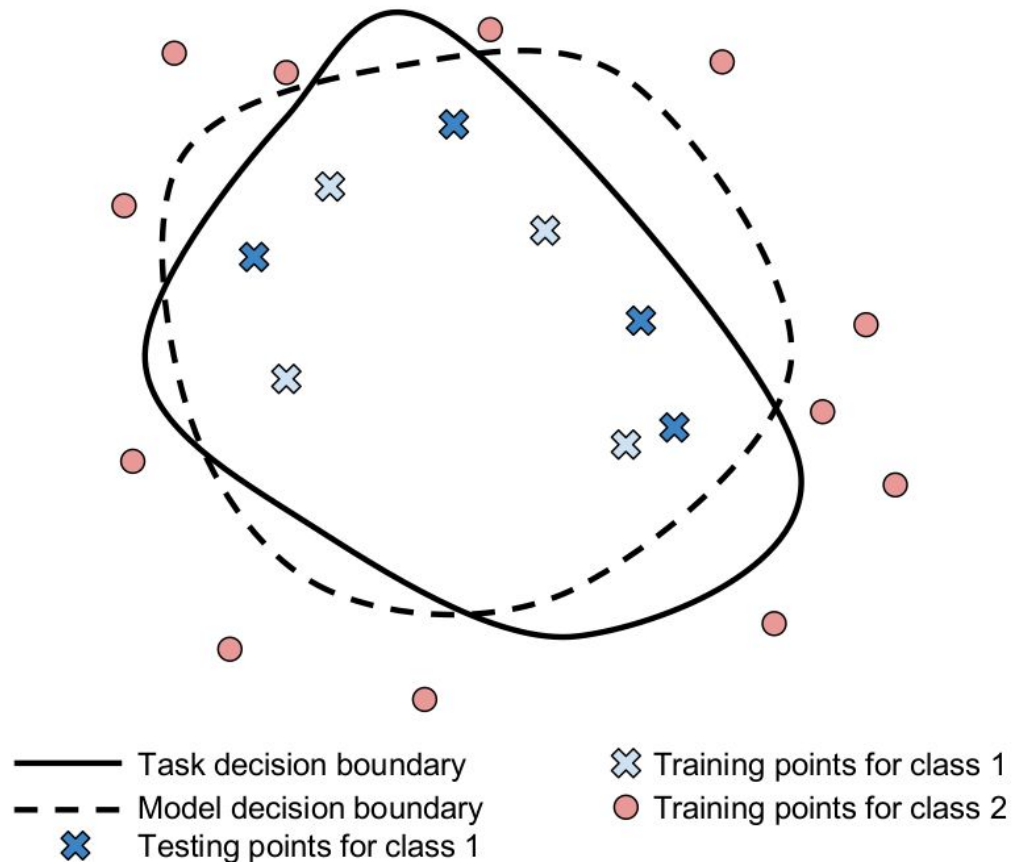 Task decision boundary
Model decision boundary
Testing points for class 1
Training points for class 1
Training points for class 2